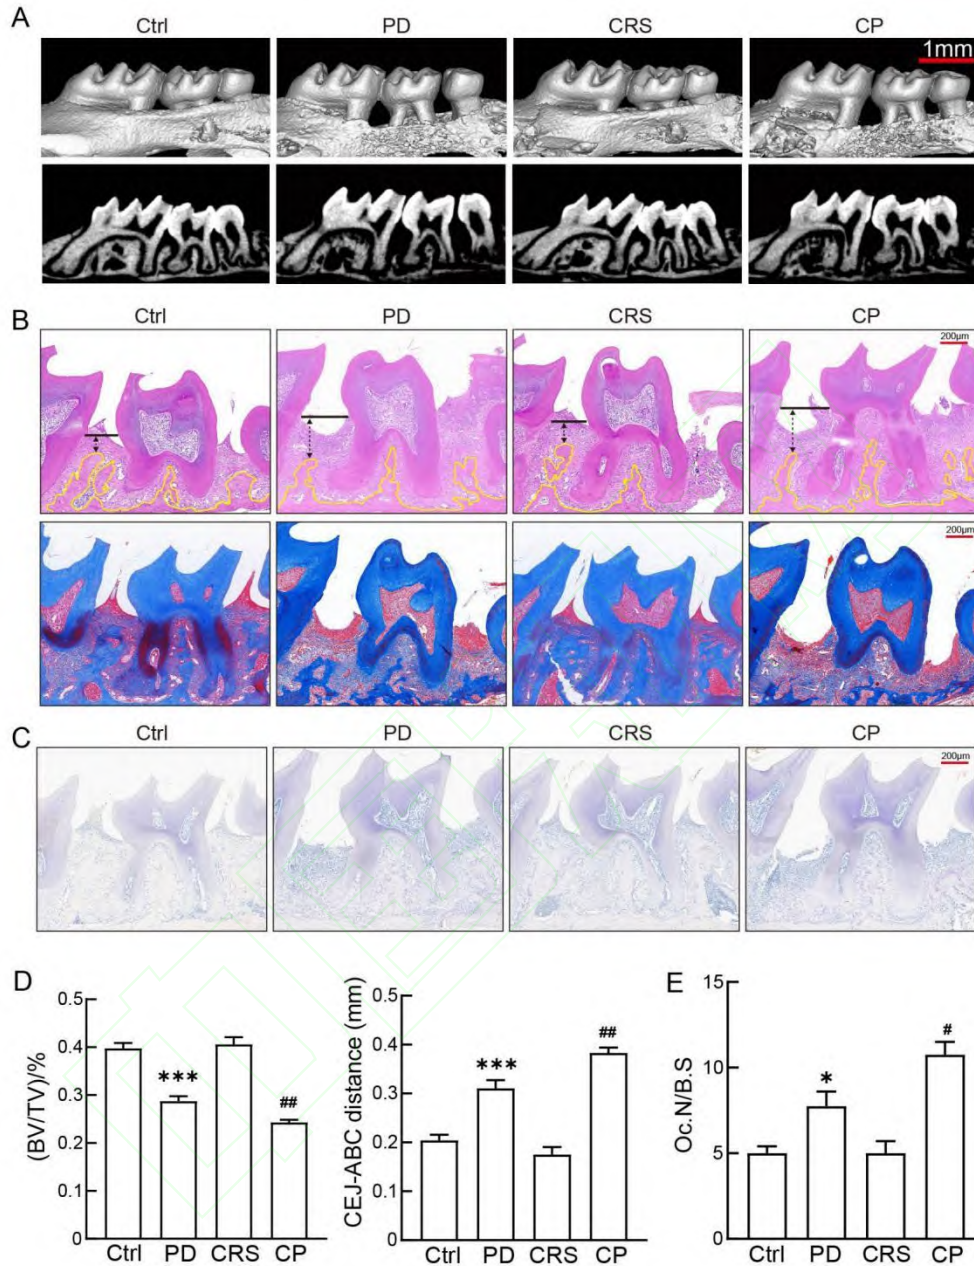 A
Ctrl PD CRS CP
1mm
B
Ctrl PD CRS CP
200μm
200μm
C
Ctrl PD CRS CP
200μm
D
(BV/TV)/%
0.5
0.4
0.3
0.2
0.1
0
***
##
Ctrl PD CRS CP
CEJ-ABC distance (mm)
0.5
0.4
0.3
0.2
0.1
0
***
##
Ctrl PD CRS CP
E
Oc.N/B.S
15
10
5
0
*
#
Ctrl PD CRS CP